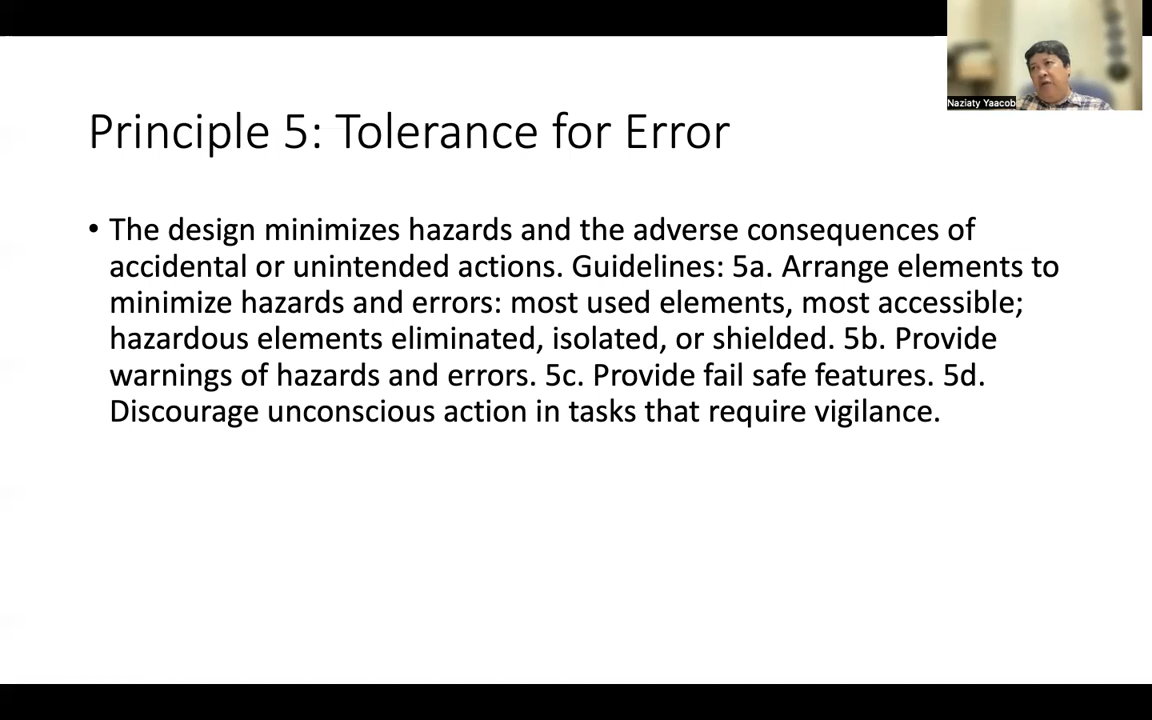 Naziaty Yaacob
Principle 5: Tolerance for Error
• The design minimizes hazards and the adverse consequences of
accidental or unintended actions. Guidelines: 5a. Arrange elements to
minimize hazards and errors: most used elements, most accessible;
hazardous elements eliminated, isolated, or shielded. 5b. Provide
warnings of hazards and errors. 5c. Provide fail safe features. 5d.
Discourage unconscious action in tasks that require vigilance.